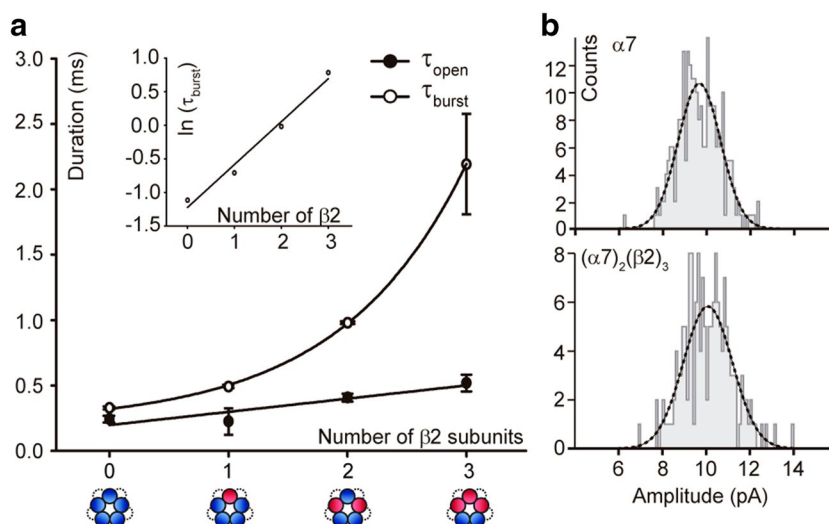 a
3.0
2.5
2.0
1.5
1.0
0.5
0.0
Duration (ms)
1.0
0.5
0.0
-0.5
-1.0
-1.5
ln (τburst)
Number of β2
0 1 2 3
τopen
τburst
Number of β2 subunits
0 1 2 3
b
α7
Counts
12
10
8
6
4
2
0
(α7)2(β2)3
8
6
4
2
0
6 8 10 12 14
Amplitude (pA)